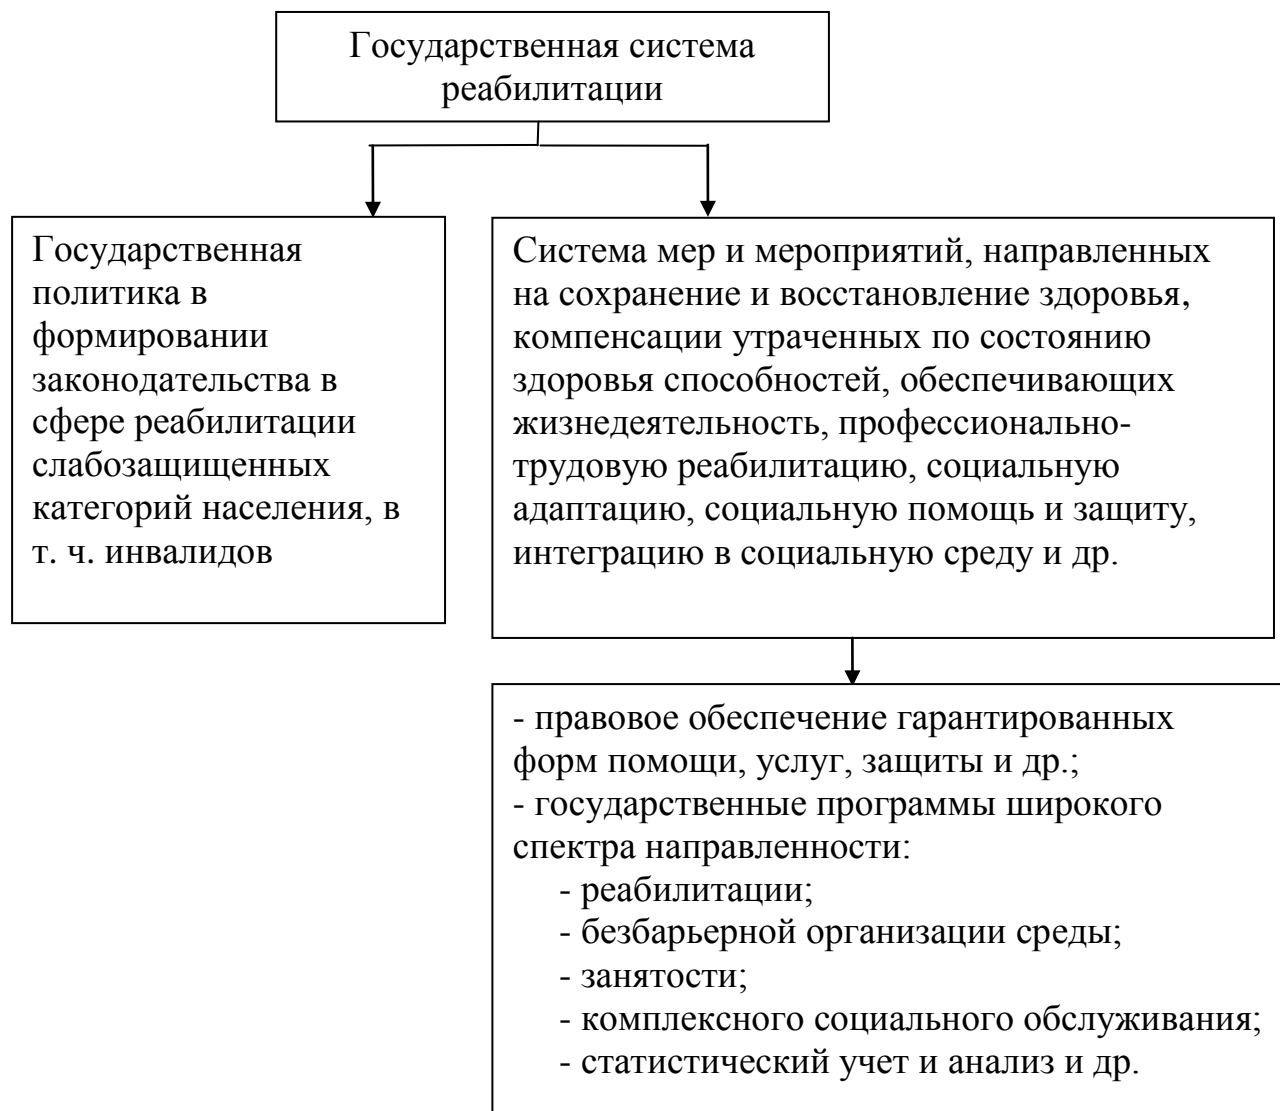 Государственная система
реабилитации
Государственная
политика в
формировании
законодательства в
сфере реабилитации
слабозащищенных
категорий населения, в
т. ч. инвалидов
Система мер и мероприятий, направленных
на сохранение и восстановление здоровья,
компенсации утраченных по состоянию
здоровья способностей, обеспечивающих
жизнедеятельность, профессионально-
трудовую реабилитацию, социальную
адаптацию, социальную помощь и защиту,
интеграцию в социальную среду и др.
- правовое обеспечение гарантированных
форм помощи, услуг, защиты и др.;
- государственные программы широкого
спектра направленности:
- реабилитации;
- безбарьерной организации среды;
- занятости;
- комплексного социального обслуживания;
- статистический учет и анализ и др.